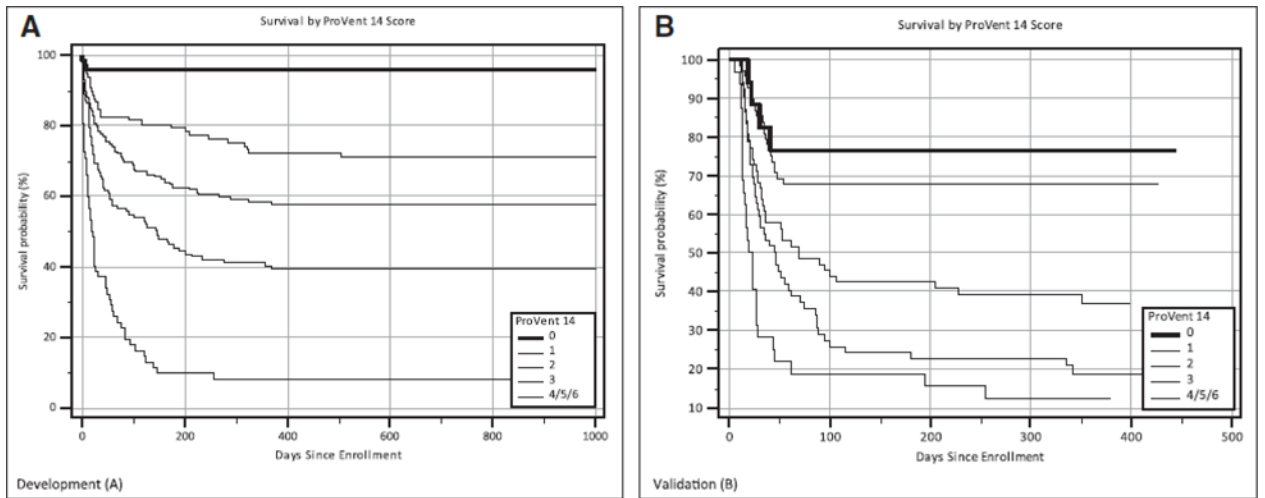 A
Survival by ProVent 14 Score
100
80
60
40
20
0
Survival probability (%)
0 200 400 600 800 1000
Days Since Enrollment
ProVent 14
0
1
2
3
4/5/6
Development (A)
B
Survival by ProVent 14 Score
100
90
80
70
60
50
40
30
20
10
Survival probability (%)
0 100 200 300 400 500
Days Since Enrollment
ProVent 14
0
1
2
3
4/5/6
Validation (B)